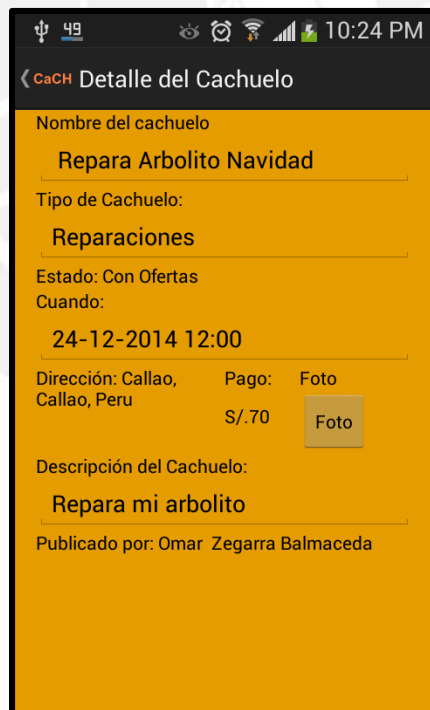 49 10:24 PM
CaCH Detalle del Cachuelo
Nombre del cachuelo
Repara Arbolito Navidad
Tipo de Cachuelo:
Reparaciones
Estado: Con Ofertas
Cuando:
24-12-2014 12:00
Dirección: Callao, Pago: Foto
Callao, Peru
S/.70 Foto
Descripción del Cachuelo:
Repara mi arbolito
Publicado por: Omar Zegarra Balmaceda